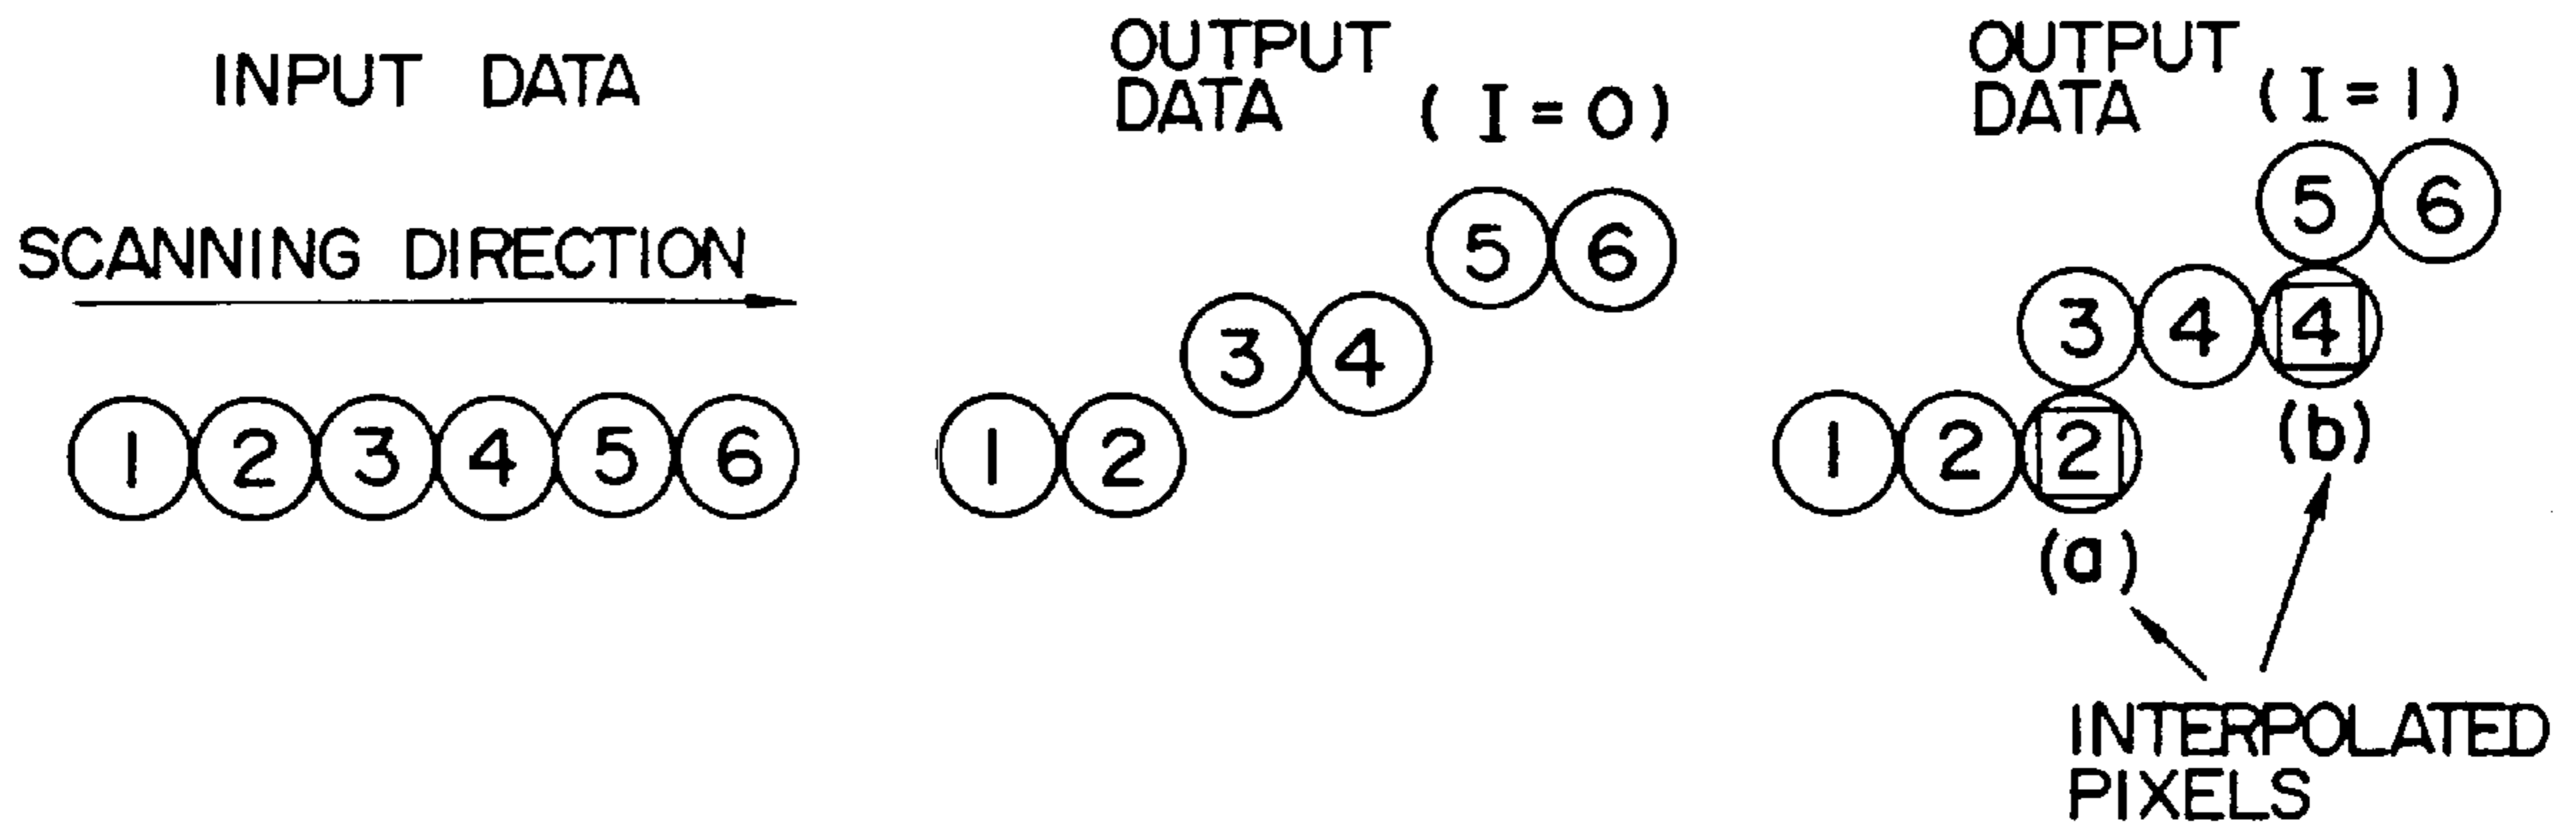 INPUT DATA
SCANNING DIRECTION
1 2 3 4 5 6
OUTPUT
DATA (I=0)
5 6
3 4
1 2
OUTPUT
DATA (I=1)
5 6
3 4 4
(b)
1 2 2
(a)
INTERPOLATED
PIXELS